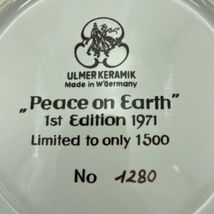 ULMER KERAMIK
Made in W'Germany
„Peace on Earth"
1st Edition 1971
Limited to only 1500
No 1280